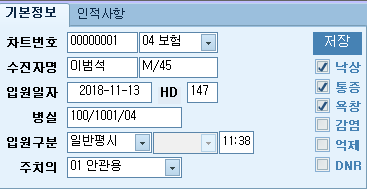 기본정보 인적사항
차트번호 00000001 04 보험 저장
수진자명 이범석 M/45 낙상
입원일자 2018-11-13 HD 147 통증
병실 100/1001/04 욕창
감염
입원구분 일반평시 11:38 억제
주치의 01 안관용 DNR